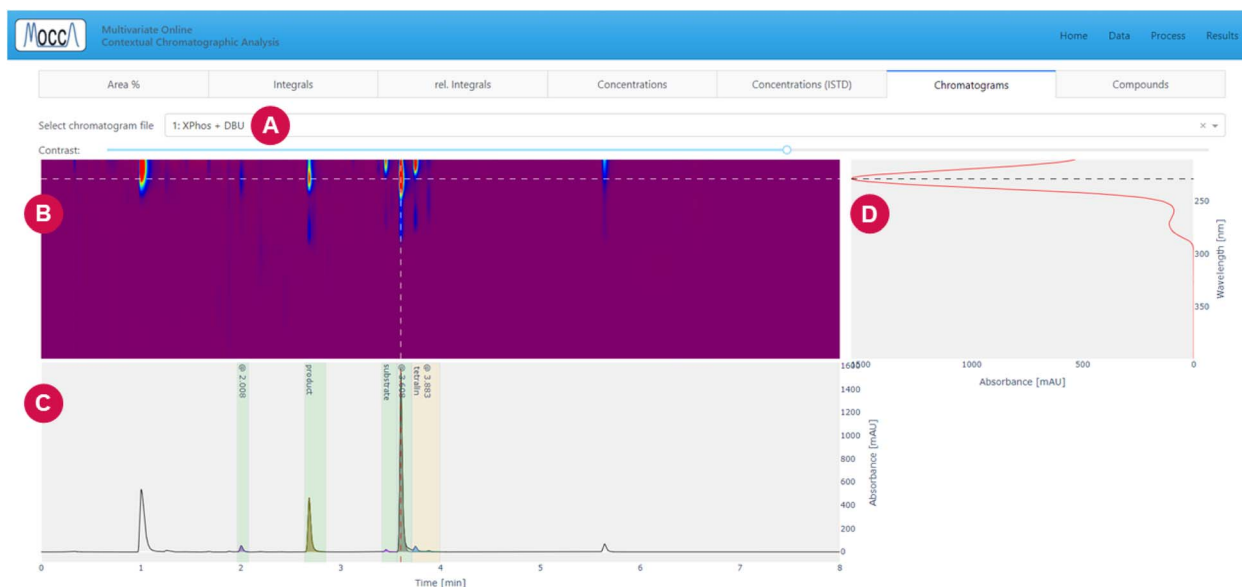 MOCCA
Multivariate Online
Contextual Chromatographic Analysis
Home Data Process Results
Area % Integrals rel. Integrals Concentrations Concentrations (ISTD) Chromatograms Compounds
Select chromatogram file 1: XPhos + DBU A × ▾
Contrast:
B
D
250
300
350
Wavelength [nm]
1500 1000 500 0
Absorbance [mAU]
C
@ 2.008
product
substrate
@ 3.608
tetralin
@ 3.883
1600
1400
1200
1000
800
600
400
200
0
Absorbance [mAU]
0 1 2 3 4 5 6 7 8
Time [min]